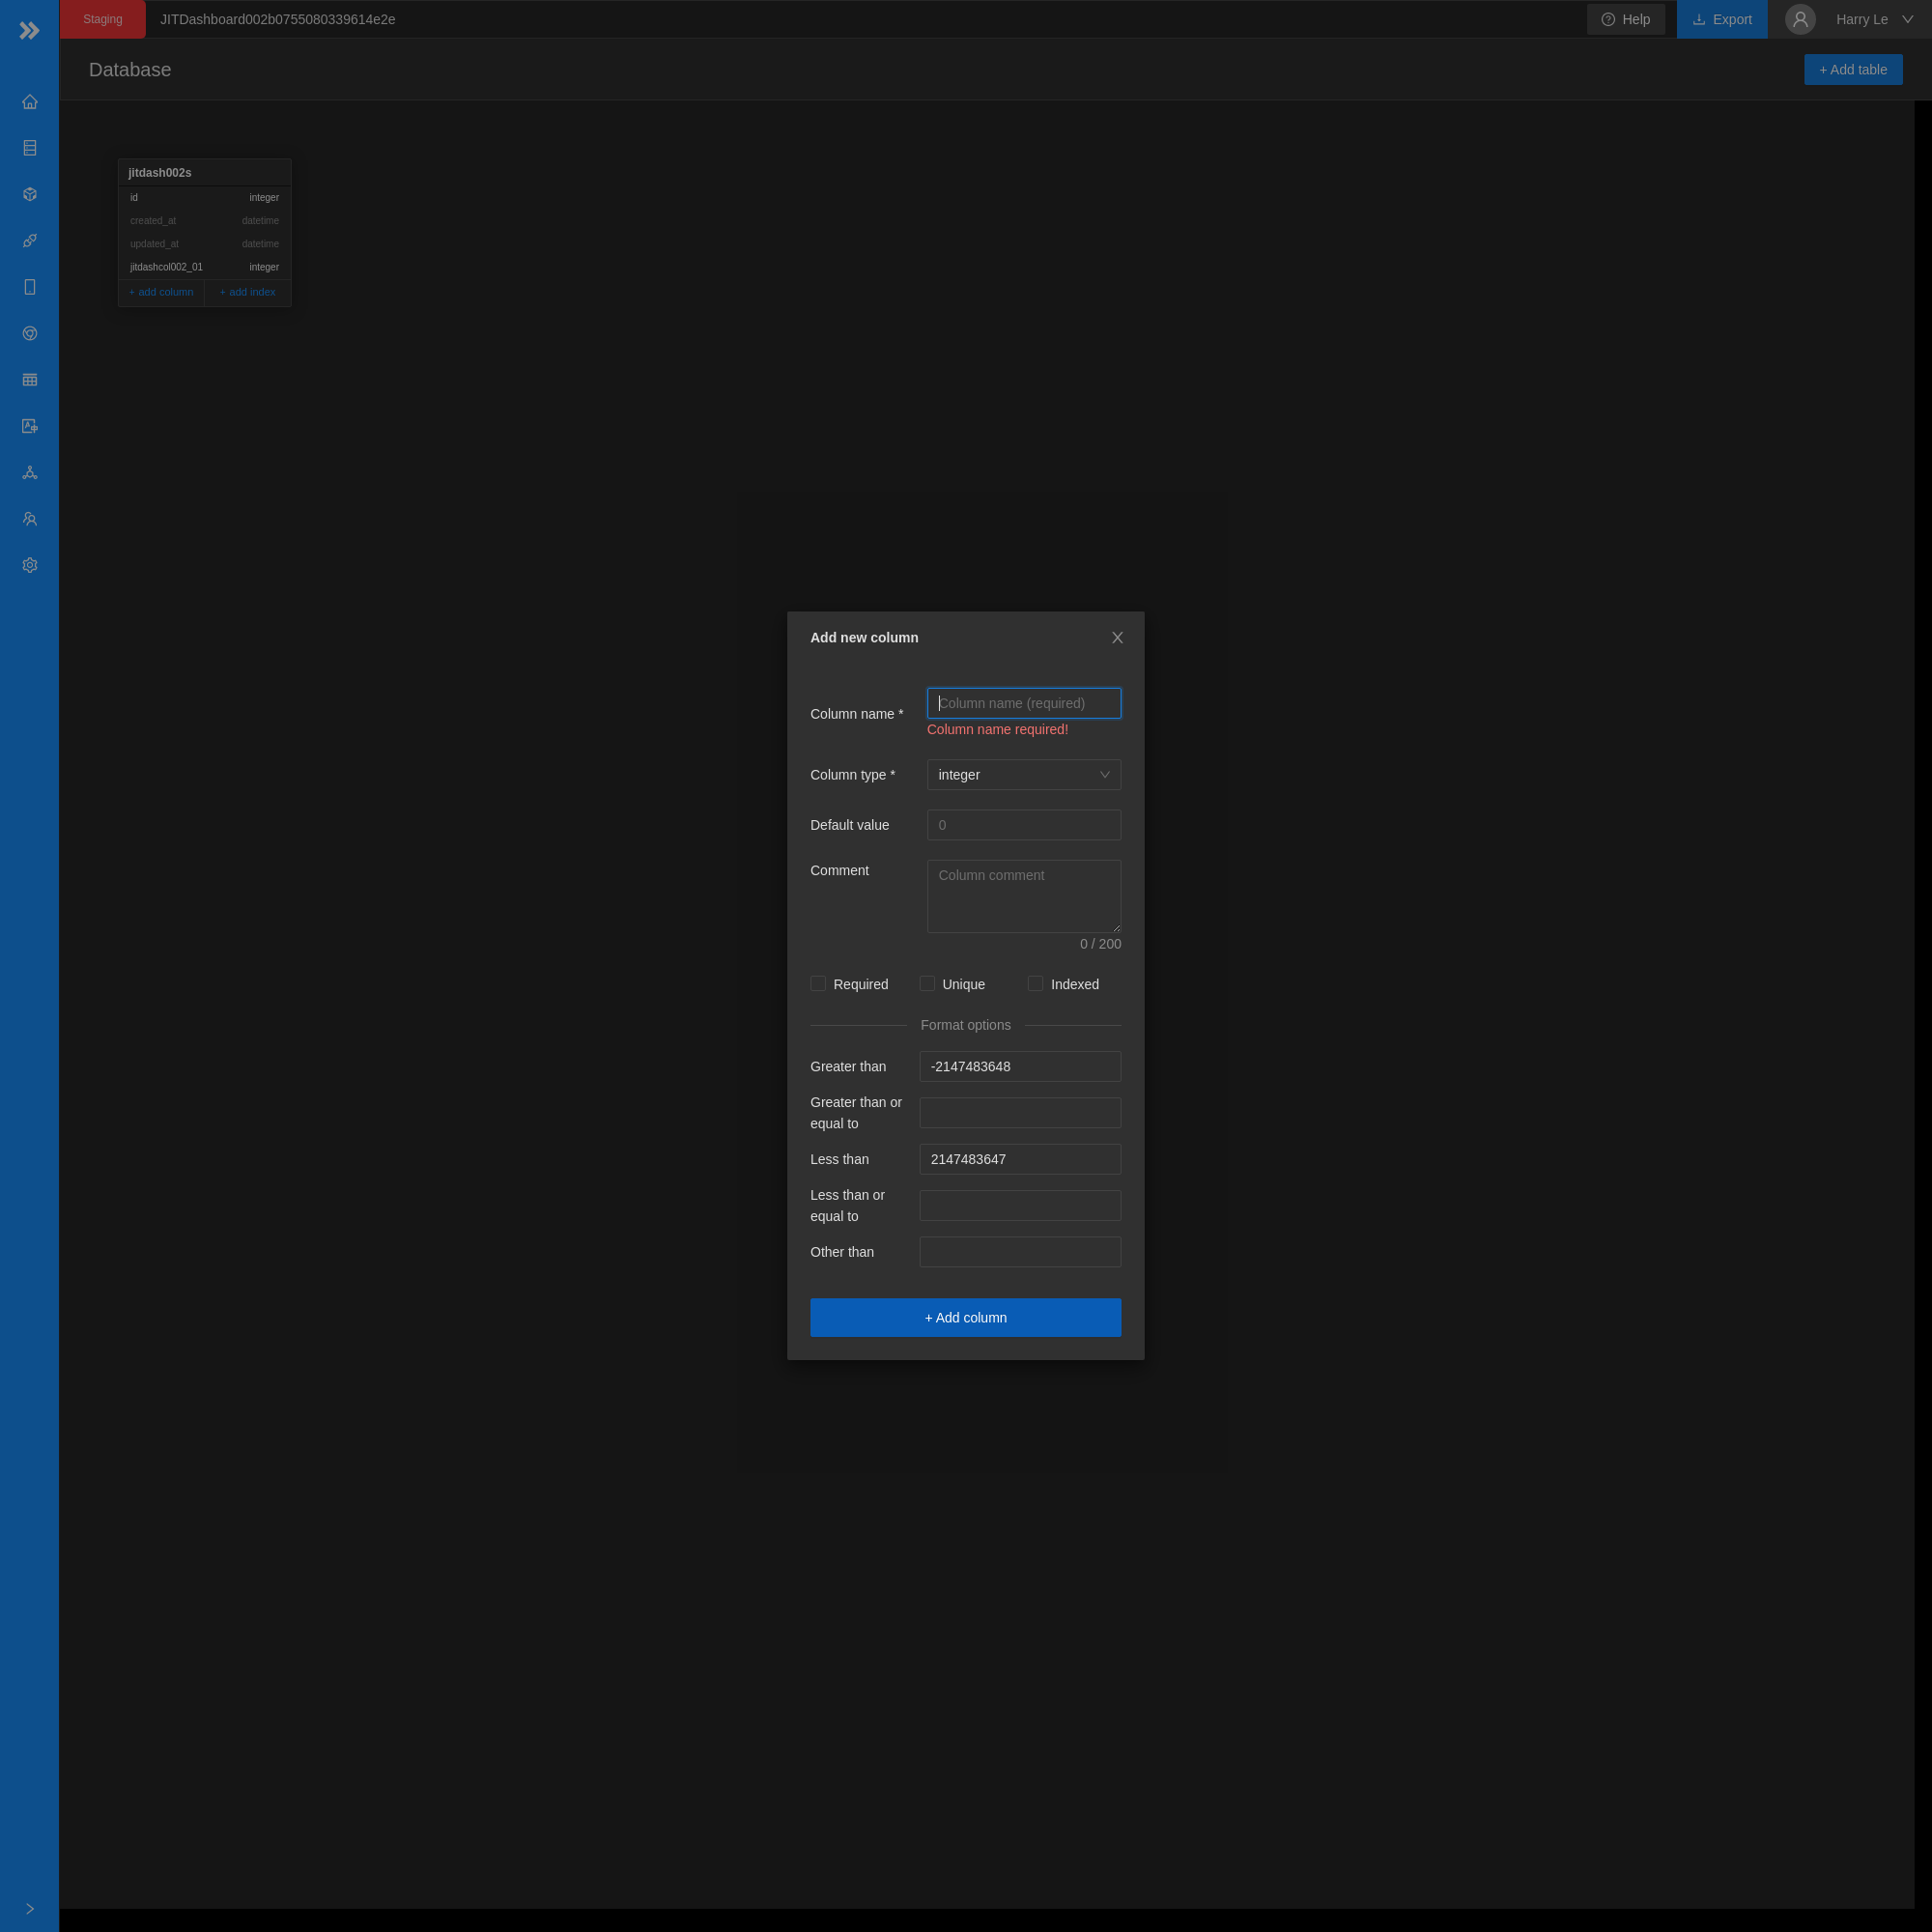 Staging
JITDashboard002b0755080339614e2e
Help
Export
Harry Le
Database
+ Add table
jitdash002s
id integer
created_at datetime
updated_at datetime
jitdashcol002_01 integer
+ add column + add index
Add new column
Column name *
Column name (required)
Column name required!
Column type * integer
Default value 0
Comment
Column comment
0 / 200
Required Unique Indexed
Format options
Greater than -2147483648
Greater than or
equal to
Less than 2147483647
Less than or
equal to
Other than
+ Add column